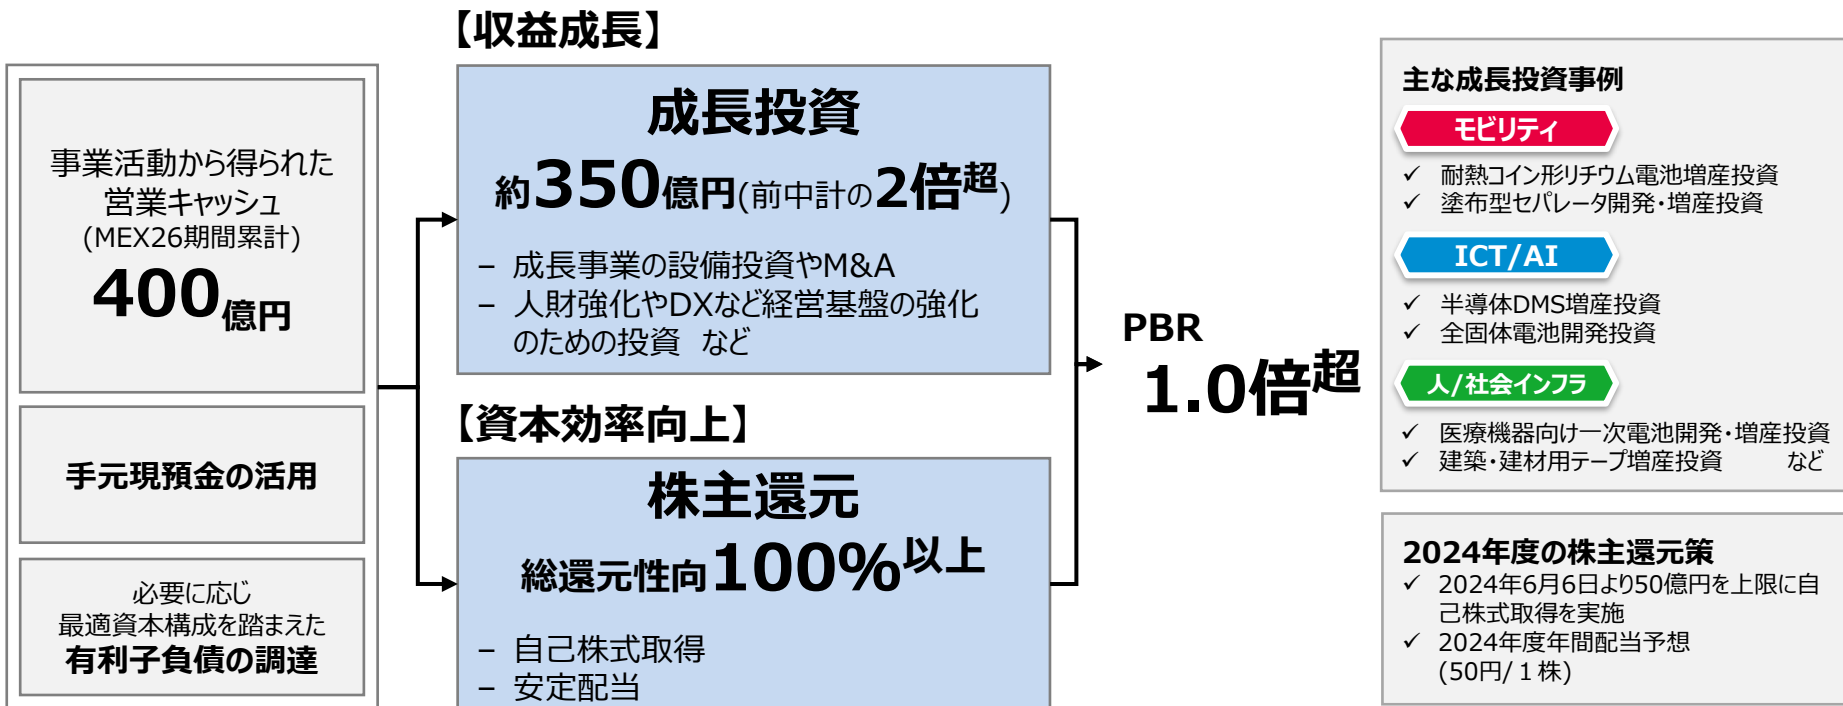 事業活動から得られた
営業キャッシュ
(MEX26期間累計)
400億円
手元現預金の活用
必要に応じ
最適資本構成を踏まえた
有利子負債の調達
【収益成長】
成長投資
約350億円(前中計の2倍超)
– 成長事業の設備投資やM&A
– 人財強化やDXなど経営基盤の強化
のための投資 など
【資本効率向上】
株主還元
総還元性向100%以上
– 自己株式取得
– 安定配当
PBR
1.0倍超
主な成長投資事例
モビリティ
✓ 耐熱コイン形リチウム電池増産投資
✓ 塗布型セパレータ開発・増産投資
ICT/AI
✓ 半導体DMS増産投資
✓ 全固体電池開発投資
人/社会インフラ
✓ 医療機器向け一次電池開発・増産投資
✓ 建築・建材用テープ増産投資 など
2024年度の株主還元策
✓ 2024年6月6日より50億円を上限に自
己株式取得を実施
✓ 2024年度年間配当予想
(50円/１株)